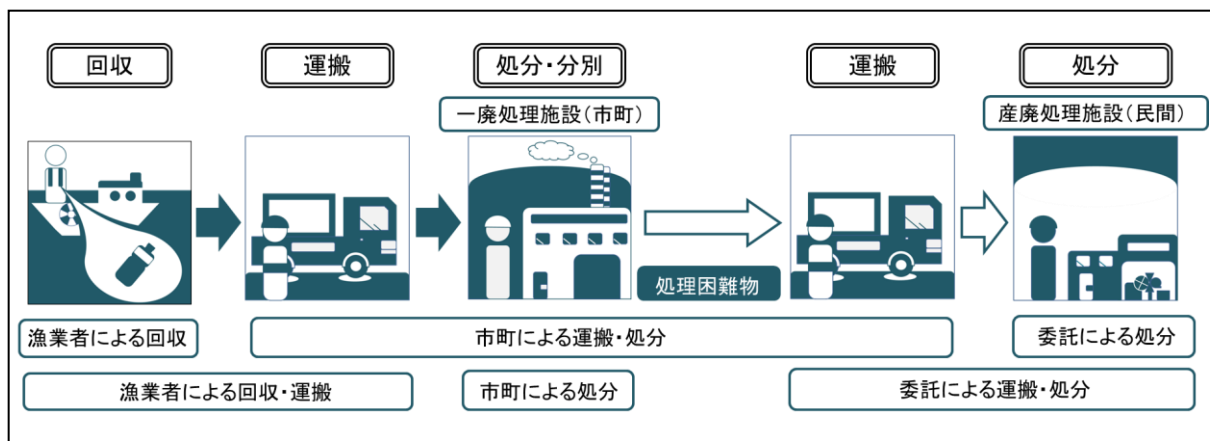 回収
運搬
処分・分別
運搬
処分
一廃処理施設(市町)
産廃処理施設(民間)
処理困難物
漁業者による回収
市町による運搬・処分
委託による処分
漁業者による回収・運搬
市町による処分
委託による運搬・処分